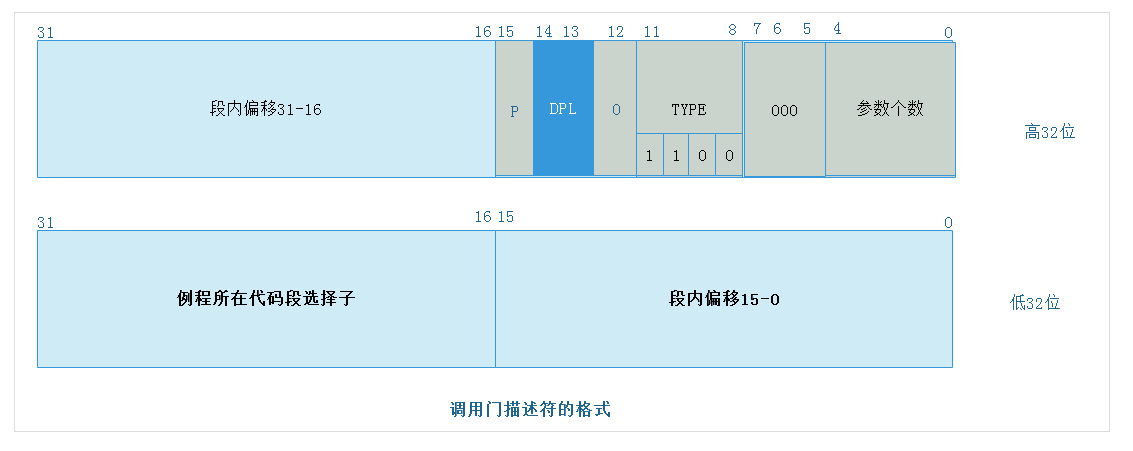 31 16 15 14 13 12 11 8 7 6 5 4 0
段内偏移31-16 P DPL 0 TYPE 000 参数个数
1 1 0 0
高32位
31 16 15 0
例程所在代码段选择子 段内偏移15-0
低32位
调用门描述符的格式